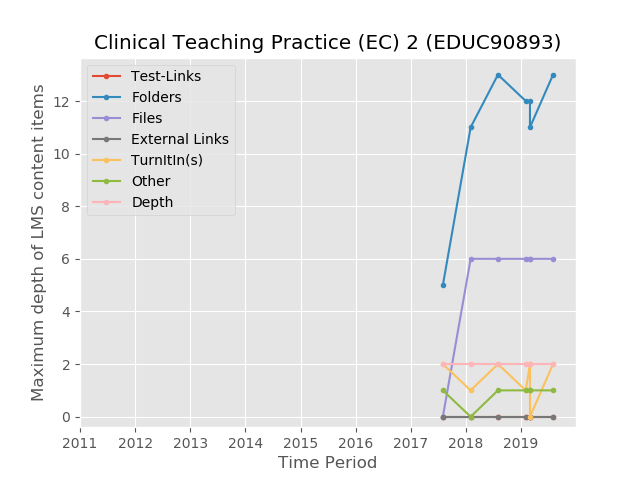 Clinical Teaching Practice (EC) 2 (EDUC90893)
Test-Links
Folders
Files
External Links
TurnItIn(s)
Other
Depth
Maximum depth of LMS content items
12
10
8
6
4
2
0
2011 2012 2013 2014 2015 2016 2017 2018 2019
Time Period